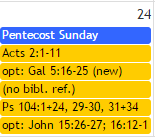 24
Pentecost Sunday
Acts 2:1-11
opt: Gal 5:16-25 (new)
(no bibl. ref.)
Ps 104:1+24, 29-30, 31+34
opt: John 15:26-27; 16:12-1